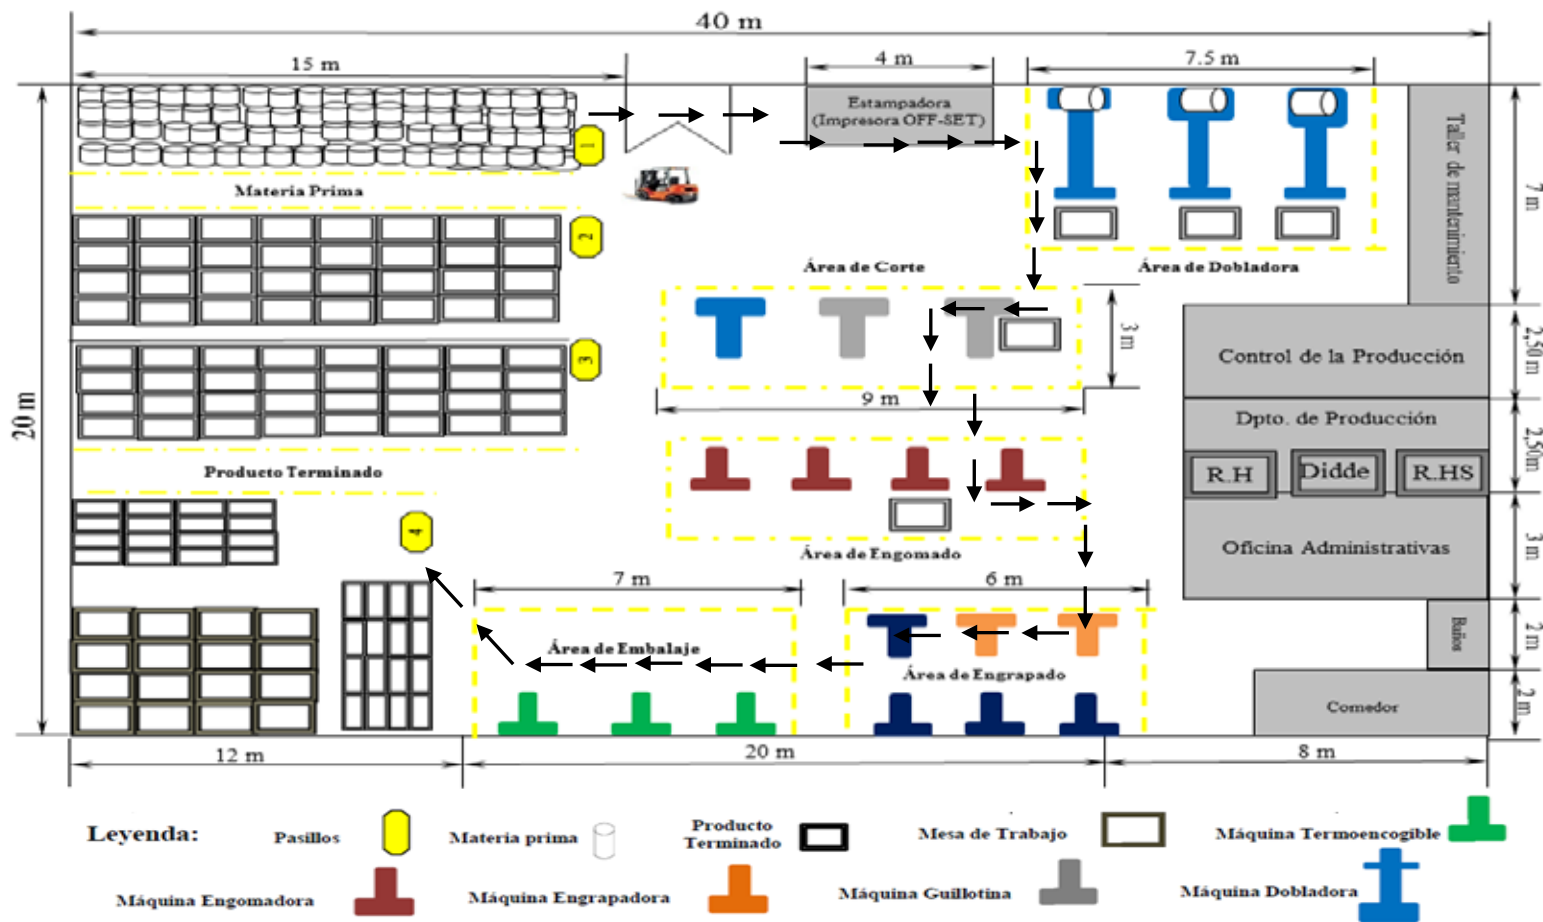 40 m
15 m
4 m
7.5 m
Estampadora
(Impresora OFF-SET)
Taller de mantenimiento
7 m
1
Materia Prima
2
20 m
Área de Corte
Área de Dobladora
3 m
Control de la Producción
2,50 m
3
9 m
Dpto. de Producción
2,50m
R.H
Didde
R.HS
Producto Terminado
4
Área de Engomado
Oficina Administrativas
3 m
7 m
6 m
Área de Embalaje
Área de Engrapado
Baños
2 m
Comedor
2 m
12 m
20 m
8 m
Leyenda:
Pasillos
Materia prima
Producto
Terminado
Mesa de Trabajo
Máquina Termoencogible
Máquina Engomadora
Máquina Engrapadora
Máquina Guillotina
Máquina Dobladora